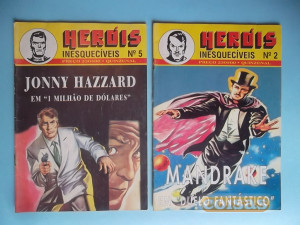 HERÓIS
INESQUECÍVEIS Nº 5
JONNY HAZZARD
EM "1 MILHÃO DE DÓLARES"
HERÓIS
INESQUECÍVEIS Nº 2
MANDRAKE
"DUELO FANTÁSTICO"